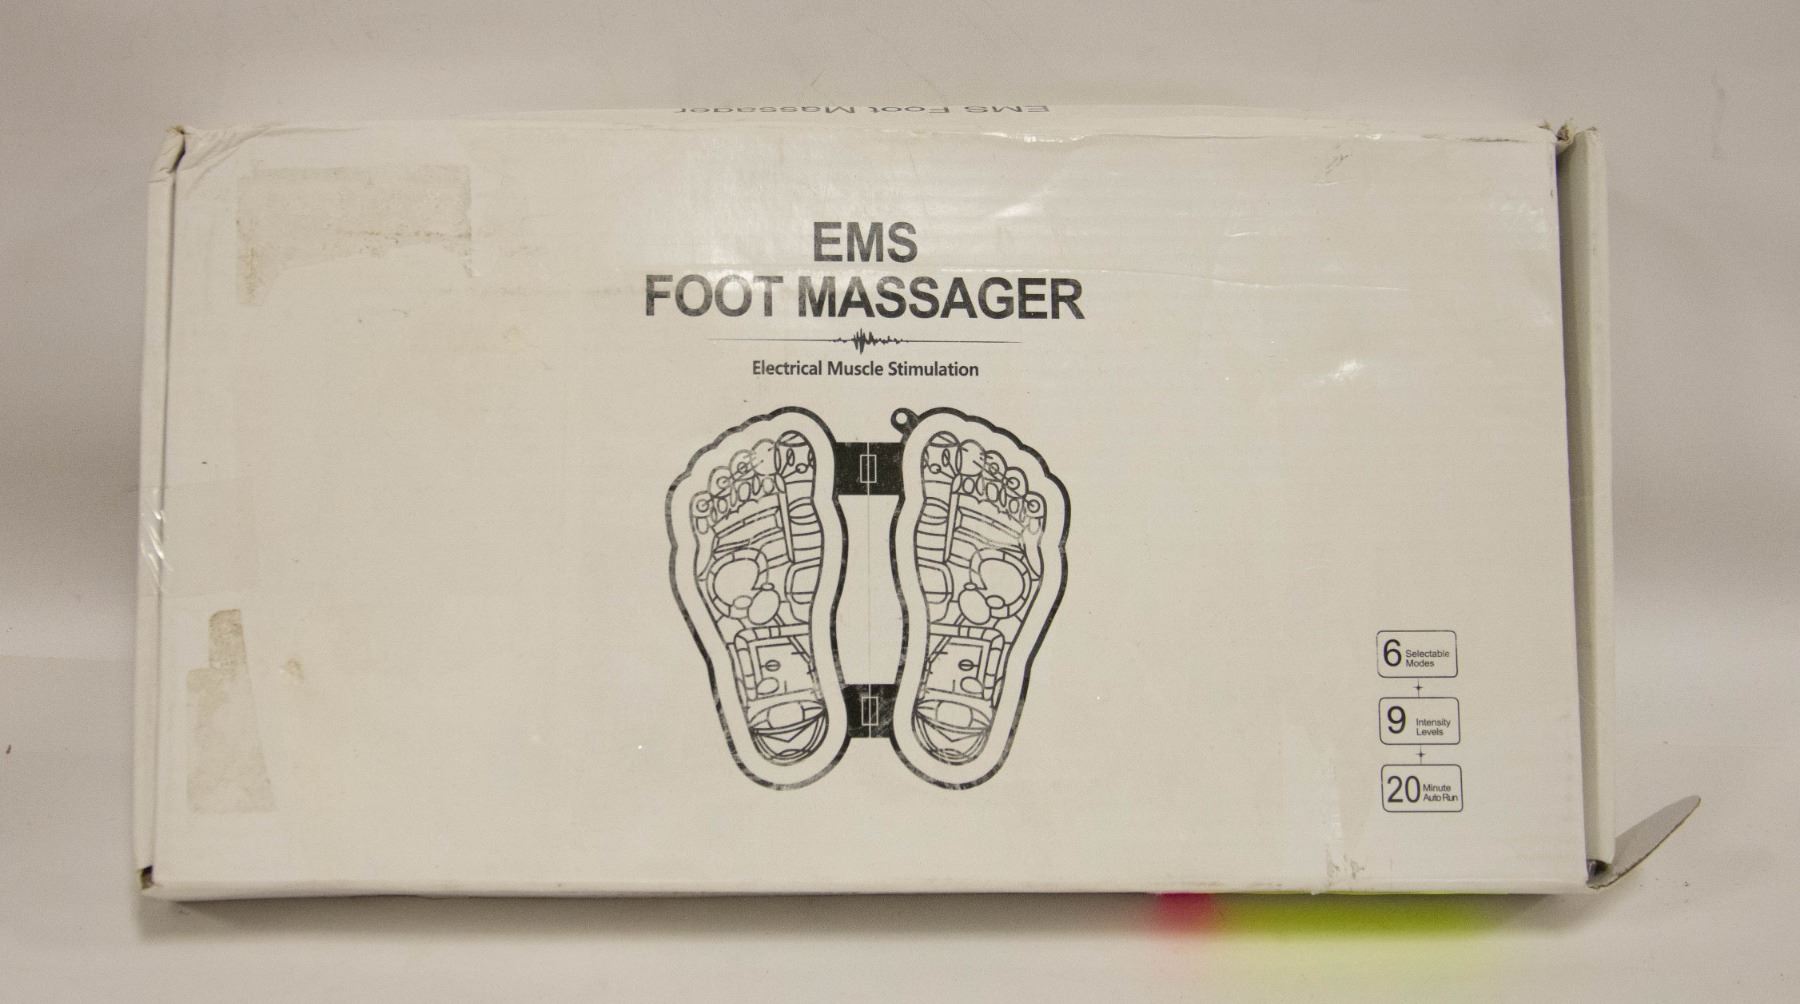 EMS Foot Massager
EMS
FOOT MASSAGER
Electrical Muscle Stimulation
6 Selectable
Modes
9 Intensity
Levels
20 Minute
Auto Run